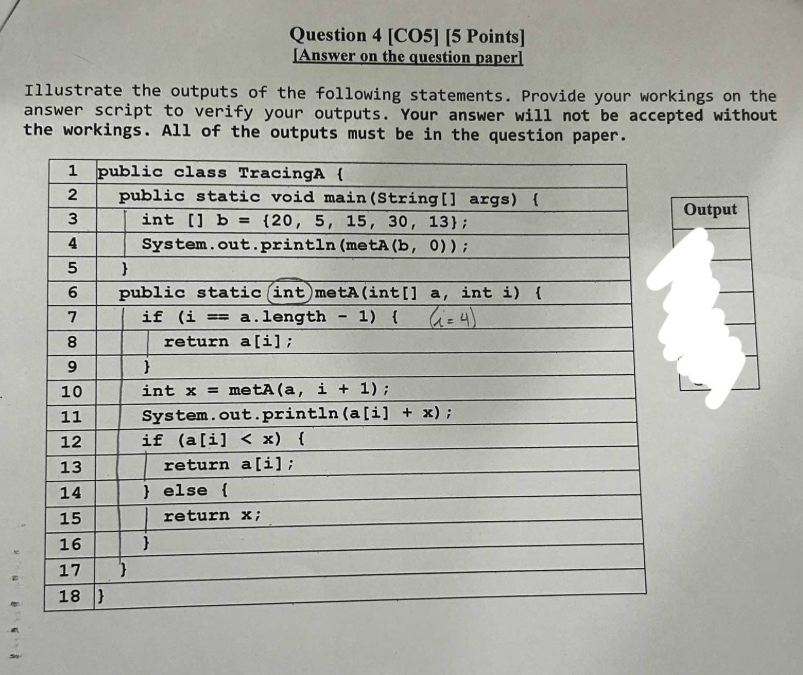 Question 4 [CO5] [5 Points]
[Answer on the question paper]
Illustrate the outputs of the following statements. Provide your workings on the
answer script to verify your outputs. Your answer will not be accepted without
the workings. All of the outputs must be in the question paper.
1 public class TracingA {
2 public static void main(String[] args) {
3 int [] b = {20, 5, 15, 30, 13};
4 System.out.println(metA(b, 0));
5 }
6 public static int metA(int[] a, int i) {
7 if (i == a.length - 1) { (i=4)
8 return a[i];
9 }
10 int x = metA(a, i + 1);
11 System.out.println(a[i] + x);
12 if (a[i] < x) {
13 return a[i];
14 } else {
15 return x;
16 }
17 }
18 }
Output